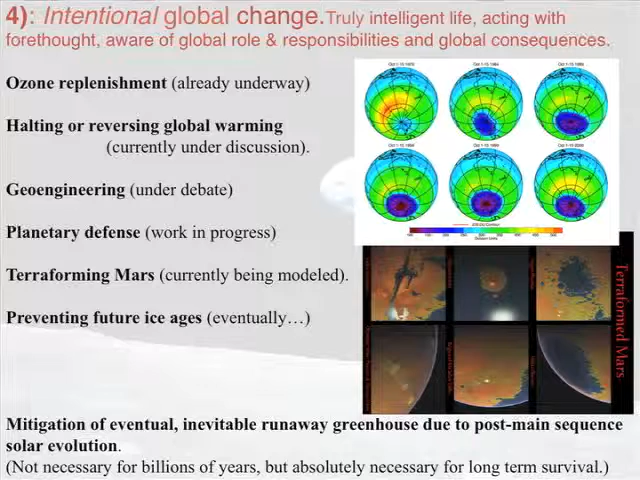 4): Intentional global change.Truly intelligent life, acting with
forethought, aware of global role & responsibilities and global consequences.
Ozone replenishment (already underway)
Halting or reversing global warming
(currently under discussion).
Geoengineering (under debate)
Planetary defense (work in progress)
Terraforming Mars (currently being modeled).
Preventing future ice ages (eventually…)
Terraformed Mars
Mitigation of eventual, inevitable runaway greenhouse due to post-main sequence
solar evolution.
(Not necessary for billions of years, but absolutely necessary for long term survival.)